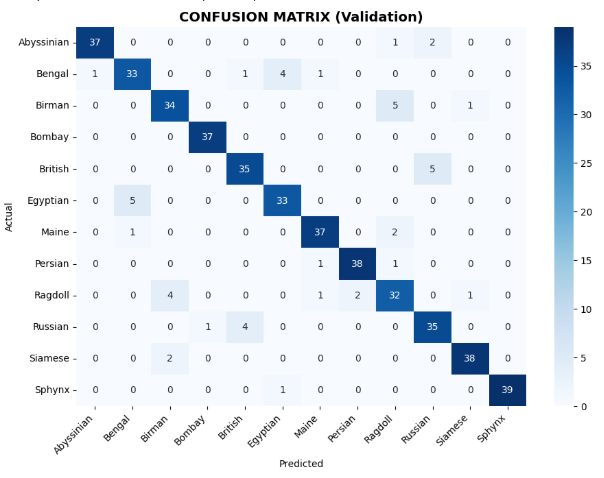 CONFUSION MATRIX (Validation)
Abyssinian 37 0 0 0 0 0 0 0 1 2 0 0
Bengal 1 33 0 0 1 4 1 0 0 0 0 0
Birman 0 0 34 0 0 0 0 0 5 0 1 0
Bombay 0 0 0 37 0 0 0 0 0 0 0 0
British 0 0 0 0 35 0 0 0 0 5 0 0
Egyptian 0 5 0 0 0 33 0 0 0 0 0 0
Maine 0 1 0 0 0 0 37 0 2 0 0 0
Persian 0 0 0 0 0 0 1 38 1 0 0 0
Ragdoll 0 0 4 0 0 0 1 2 32 0 1 0
Russian 0 0 0 1 4 0 0 0 0 35 0 0
Siamese 0 0 2 0 0 0 0 0 0 0 38 0
Sphynx 0 0 0 0 0 1 0 0 0 0 0 39
Abyssinian Bengal Birman Bombay British Egyptian Maine Persian Ragdoll Russian Siamese Sphynx
Predicted
Actual
35
30
25
20
15
10
5
0